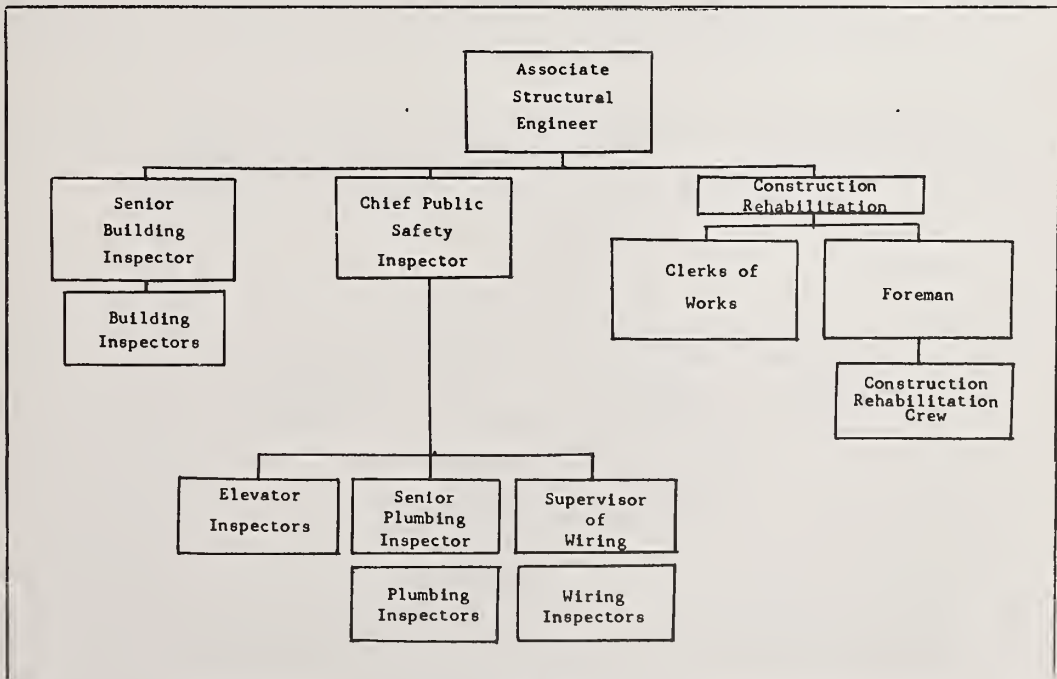 Associate
Structural
Engineer
Senior
Building
Inspector
Chief Public
Safety
Inspector
Construction
Rehabilitation
Building
Inspectors
Clerks of
Works
Foreman
Construction
Rehabilitation
Crew
Elevator
Inspectors
Senior
Plumbing
Inspector
Supervisor
of
Wiring
Plumbing
Inspectors
Wiring
Inspectors